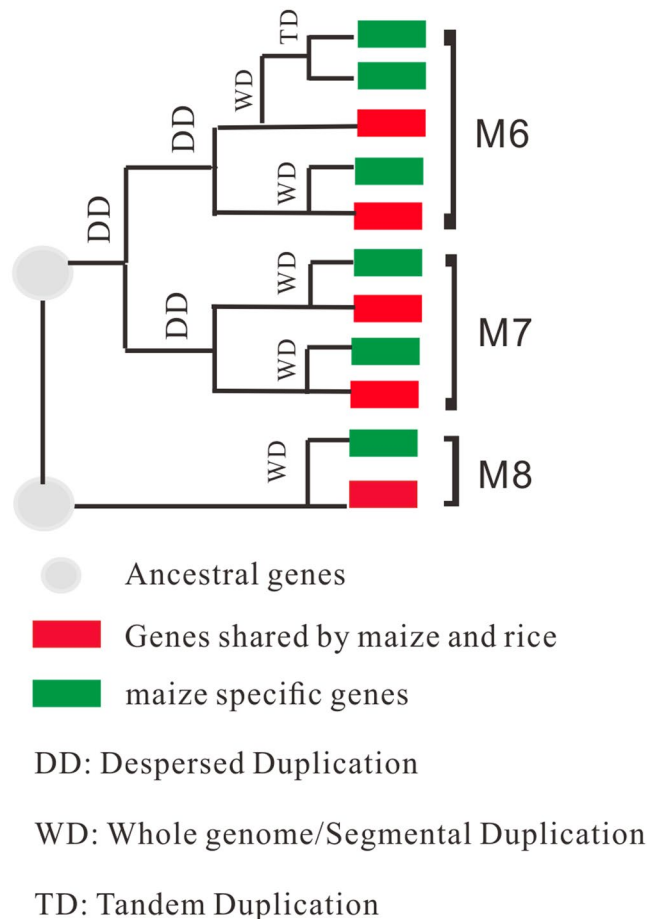 TD
WD
DD
M6
WD
DD
WD
M7
DD
WD
M8
WD
Ancestral genes
Genes shared by maize and rice
maize specific genes
DD: Despersed Duplication
WD: Whole genome/Segmental Duplication
TD: Tandem Duplication